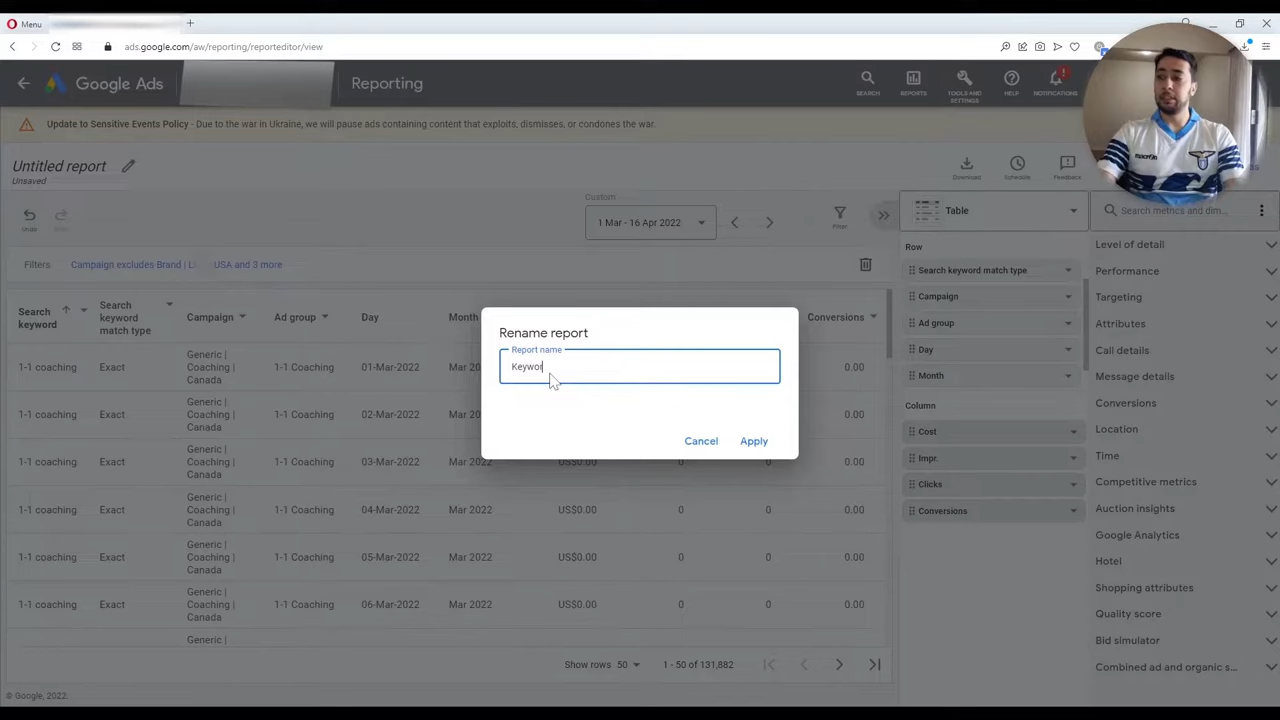 Menu
ads.google.com/aw/reporting/reporteditor/view
Google Ads
Reporting
SEARCH
REPORTS
TOOLS AND
SETTINGS
HELP
NOTIFICATIONS
Update to Sensitive Events Policy - Due to the war in Ukraine, we will pause ads containing content that exploits, dismisses, or condones the war.
Untitled report
Unsaved
Download
Schedule
Feedback
Undo
Custom
1 Mar - 16 Apr 2022
Filter
Table
Search metrics and dim...
Filters
Campaign excludes Brand | L
USA and 3 more
Search
keyword
Search
keyword
match type
Campaign
Ad group
Day
Month
Conversions
1-1 coaching
Exact
Generic |
Coaching |
Canada
1-1 Coaching
01-Mar-2022
Mar 2022
0.00
1-1 coaching
Exact
Generic |
Coaching |
Canada
1-1 Coaching
02-Mar-2022
Mar 2022
0.00
1-1 coaching
Exact
Generic |
Coaching |
Canada
1-1 Coaching
03-Mar-2022
Mar 2022
US$0.00
0
0
0.00
1-1 coaching
Exact
Generic |
Coaching |
Canada
1-1 Coaching
04-Mar-2022
Mar 2022
US$0.00
0
0
0.00
1-1 coaching
Exact
Generic |
Coaching |
Canada
1-1 Coaching
05-Mar-2022
Mar 2022
US$0.00
0
0
0.00
1-1 coaching
Exact
Generic |
Coaching |
Canada
1-1 Coaching
06-Mar-2022
Mar 2022
US$0.00
0
0
0.00
Generic |
Show rows 50
1 - 50 of 131,882
© Google, 2022.
Rename report
Report name
Keywor
Cancel
Apply
Row
Search keyword match type
Campaign
Ad group
Day
Month
Column
Cost
Impr.
Clicks
Conversions
Level of detail
Performance
Targeting
Attributes
Call details
Message details
Conversions
Location
Time
Competitive metrics
Auction insights
Google Analytics
Hotel
Shopping attributes
Quality score
Bid simulator
Combined ad and organic s...